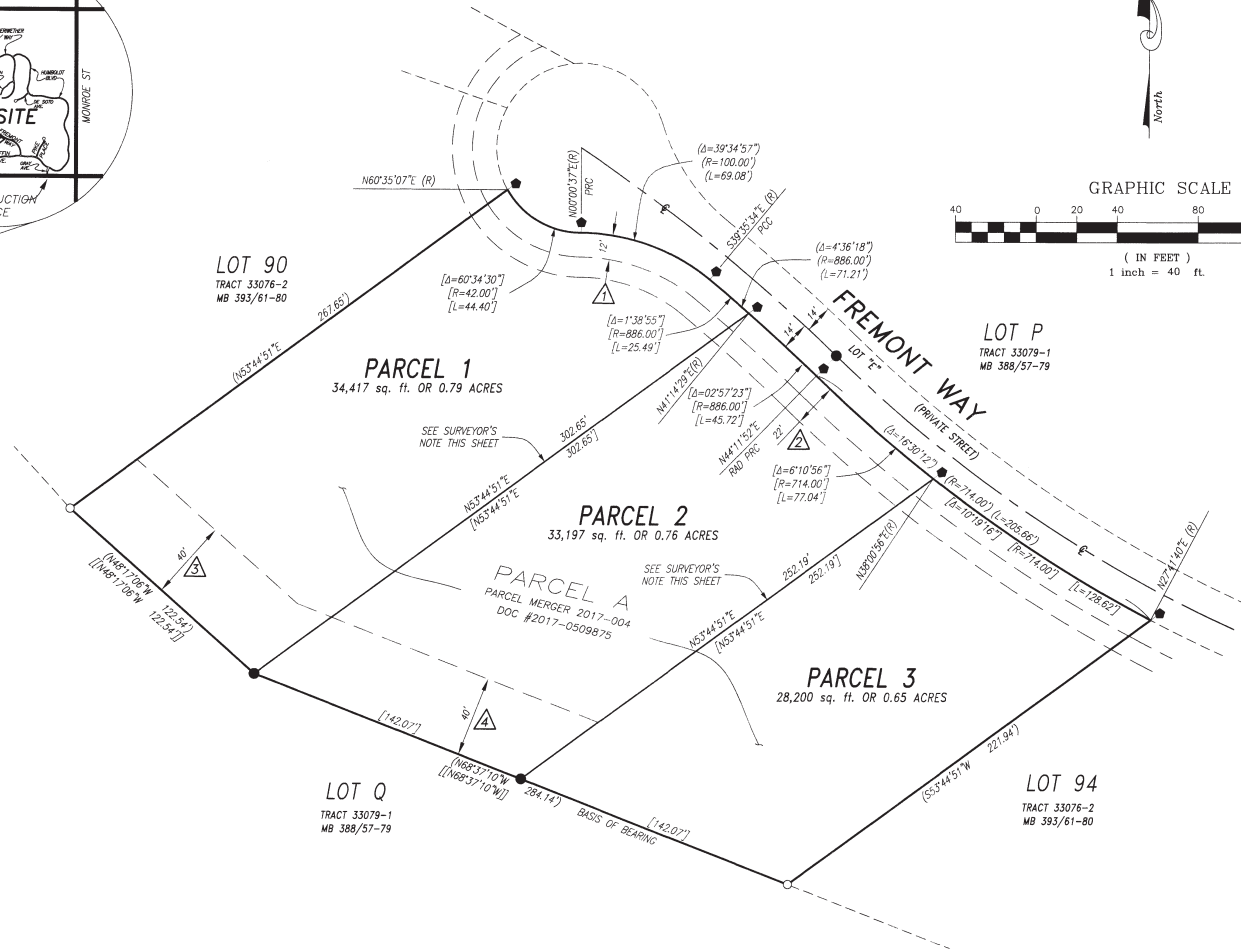 HUMBOLDT
BLVD
DE SOTO
AVE.
SITE
MONROE ST
PIKE
PLACE
GRAY
AVE
North
GRAPHIC SCALE
40 0 20 40 80
( IN FEET )
1 inch = 40 ft.
N60°35'07"E (R)
N00°00'37"E(R)
PRC
(Δ=39°34'57")
(R=100.00')
(L=69.08')
S39°35'34"E (R)
PCC
(Δ=4°36'18")
(R=886.00')
(L=71.21')
12'
1
[Δ=60°34'30"]
[R=42.00']
[L=44.40']
[Δ=1°38'55"]
[R=886.00']
[L=25.49']
LOT 90
TRACT 33076-2
MB 393/61-80
(N53°44'51"E 267.65')
PARCEL 1
34,417 sq. ft. OR 0.79 ACRES
FREMONT WAY
(PRIVATE STREET)
14'
14'
LOT "E"
LOT P
TRACT 33079-1
MB 388/57-79
N41°14'29"E(R)
[Δ=02°57'23"]
[R=886.00']
[L=45.72']
N44°11'52"E
RAD PRC
22'
2
[Δ=6°10'56"]
[R=714.00']
[L=77.04']
(Δ=16°30'12") (R=714.00') (L=205.66')
[Δ=10°19'16"] [R=714.00'] [L=128.62']
N27°41'40"E (R)
SEE SURVEYOR'S
NOTE THIS SHEET
N53°44'51"E 302.65'
[N53°44'51"E 302.65']
PARCEL 2
33,197 sq. ft. OR 0.76 ACRES
N38°00'56"E(R)
SEE SURVEYOR'S
NOTE THIS SHEET
N53°44'51"E 252.19'
[N53°44'51"E 252.19']
PARCEL A
PARCEL MERGER 2017-004
DOC #2017-0509875
40'
3
(N48°17'06"W 122.54')
[[N48°17'06"W 122.54']]
PARCEL 3
28,200 sq. ft. OR 0.65 ACRES
40'
4
[142.07']
(N68°37'10"W 284.14')
[[N68°37'10"W]]
BASIS OF BEARING
[142.07']
(S53°44'51"W 221.94')
LOT Q
TRACT 33079-1
MB 388/57-79
LOT 94
TRACT 33076-2
MB 393/61-80